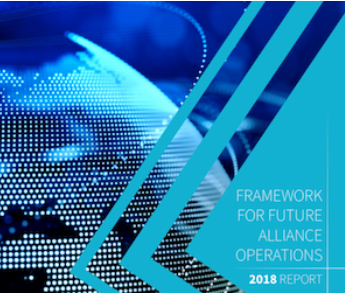 FRAMEWORK
FOR FUTURE
ALLIANCE
OPERATIONS
2018 REPORT